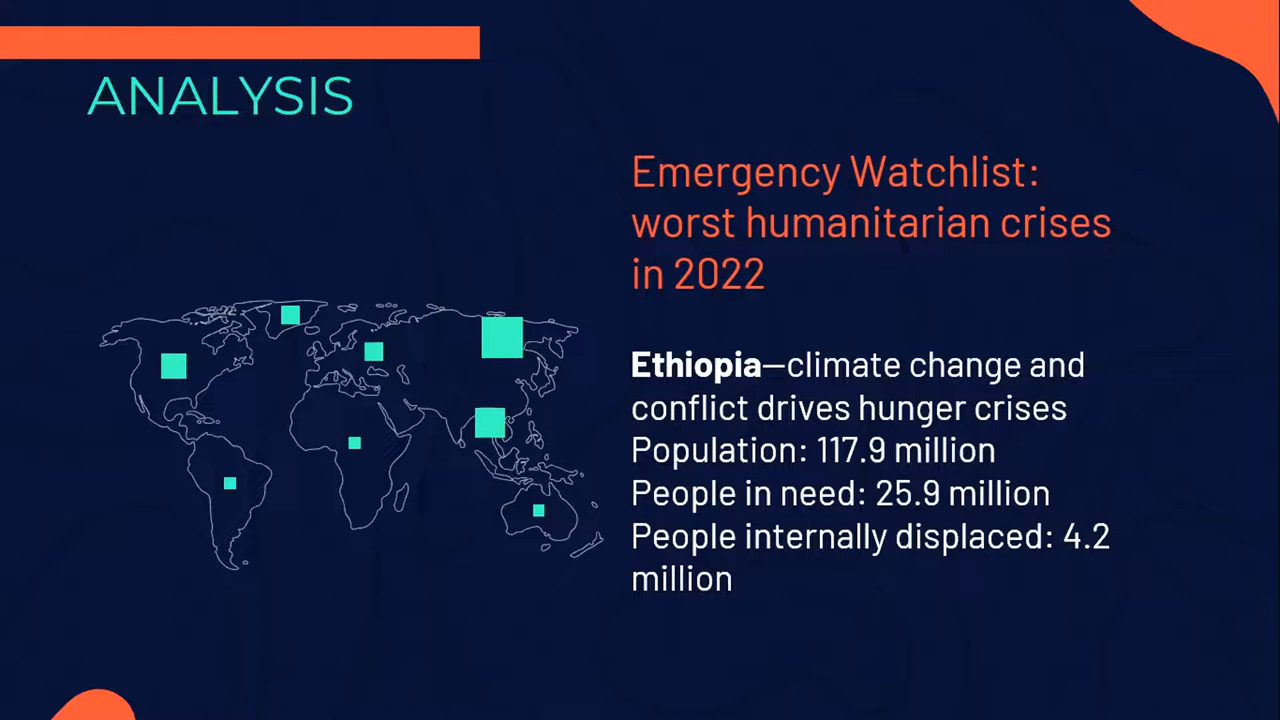 ANALYSIS
Emergency Watchlist:
worst humanitarian crises
in 2022
Ethiopia—climate change and
conflict drives hunger crises
Population: 117.9 million
People in need: 25.9 million
People internally displaced: 4.2
million